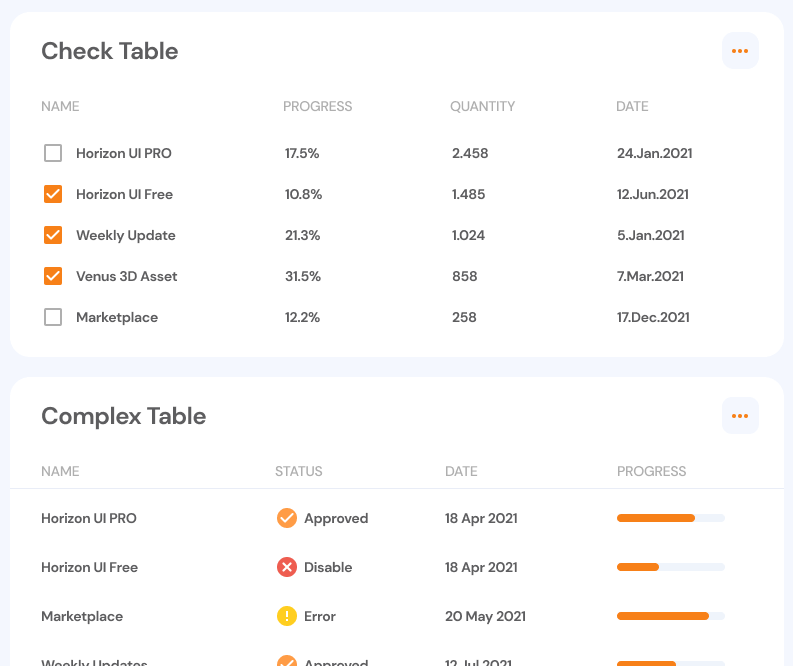 Check Table
NAME PROGRESS QUANTITY DATE
Horizon UI PRO 17.5% 2.458 24.Jan.2021
Horizon UI Free 10.8% 1.485 12.Jun.2021
Weekly Update 21.3% 1.024 5.Jan.2021
Venus 3D Asset 31.5% 858 7.Mar.2021
Marketplace 12.2% 258 17.Dec.2021
Complex Table
NAME STATUS DATE PROGRESS
Horizon UI PRO Approved 18 Apr 2021
Horizon UI Free Disable 18 Apr 2021
Marketplace Error 20 May 2021
Weekly Updates Approved 12 Jul 2021